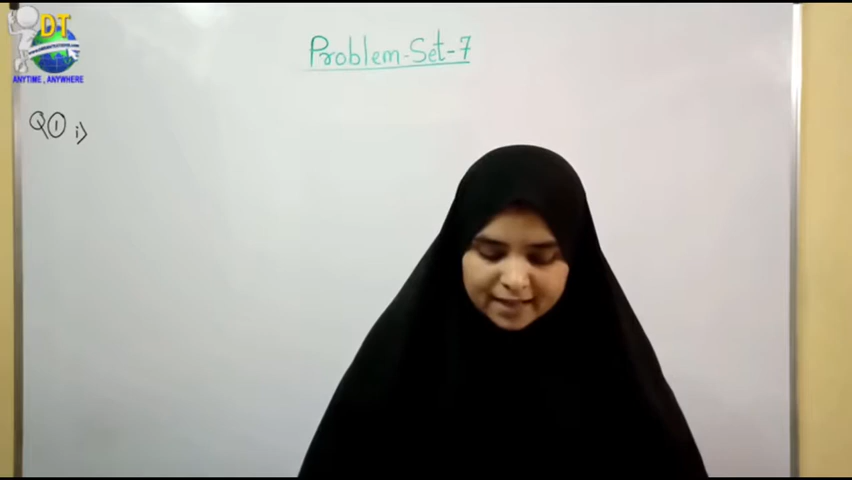 DT
ANYTIME, ANYWHERE
Problem-Set-7
Q① i>